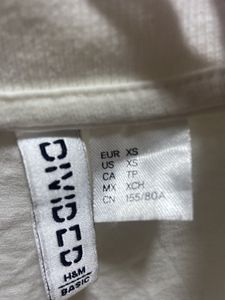 DIVIDED
H&M
BASIC
EUR XS
US XS
CA TP
MX XCH
CN 155/80A